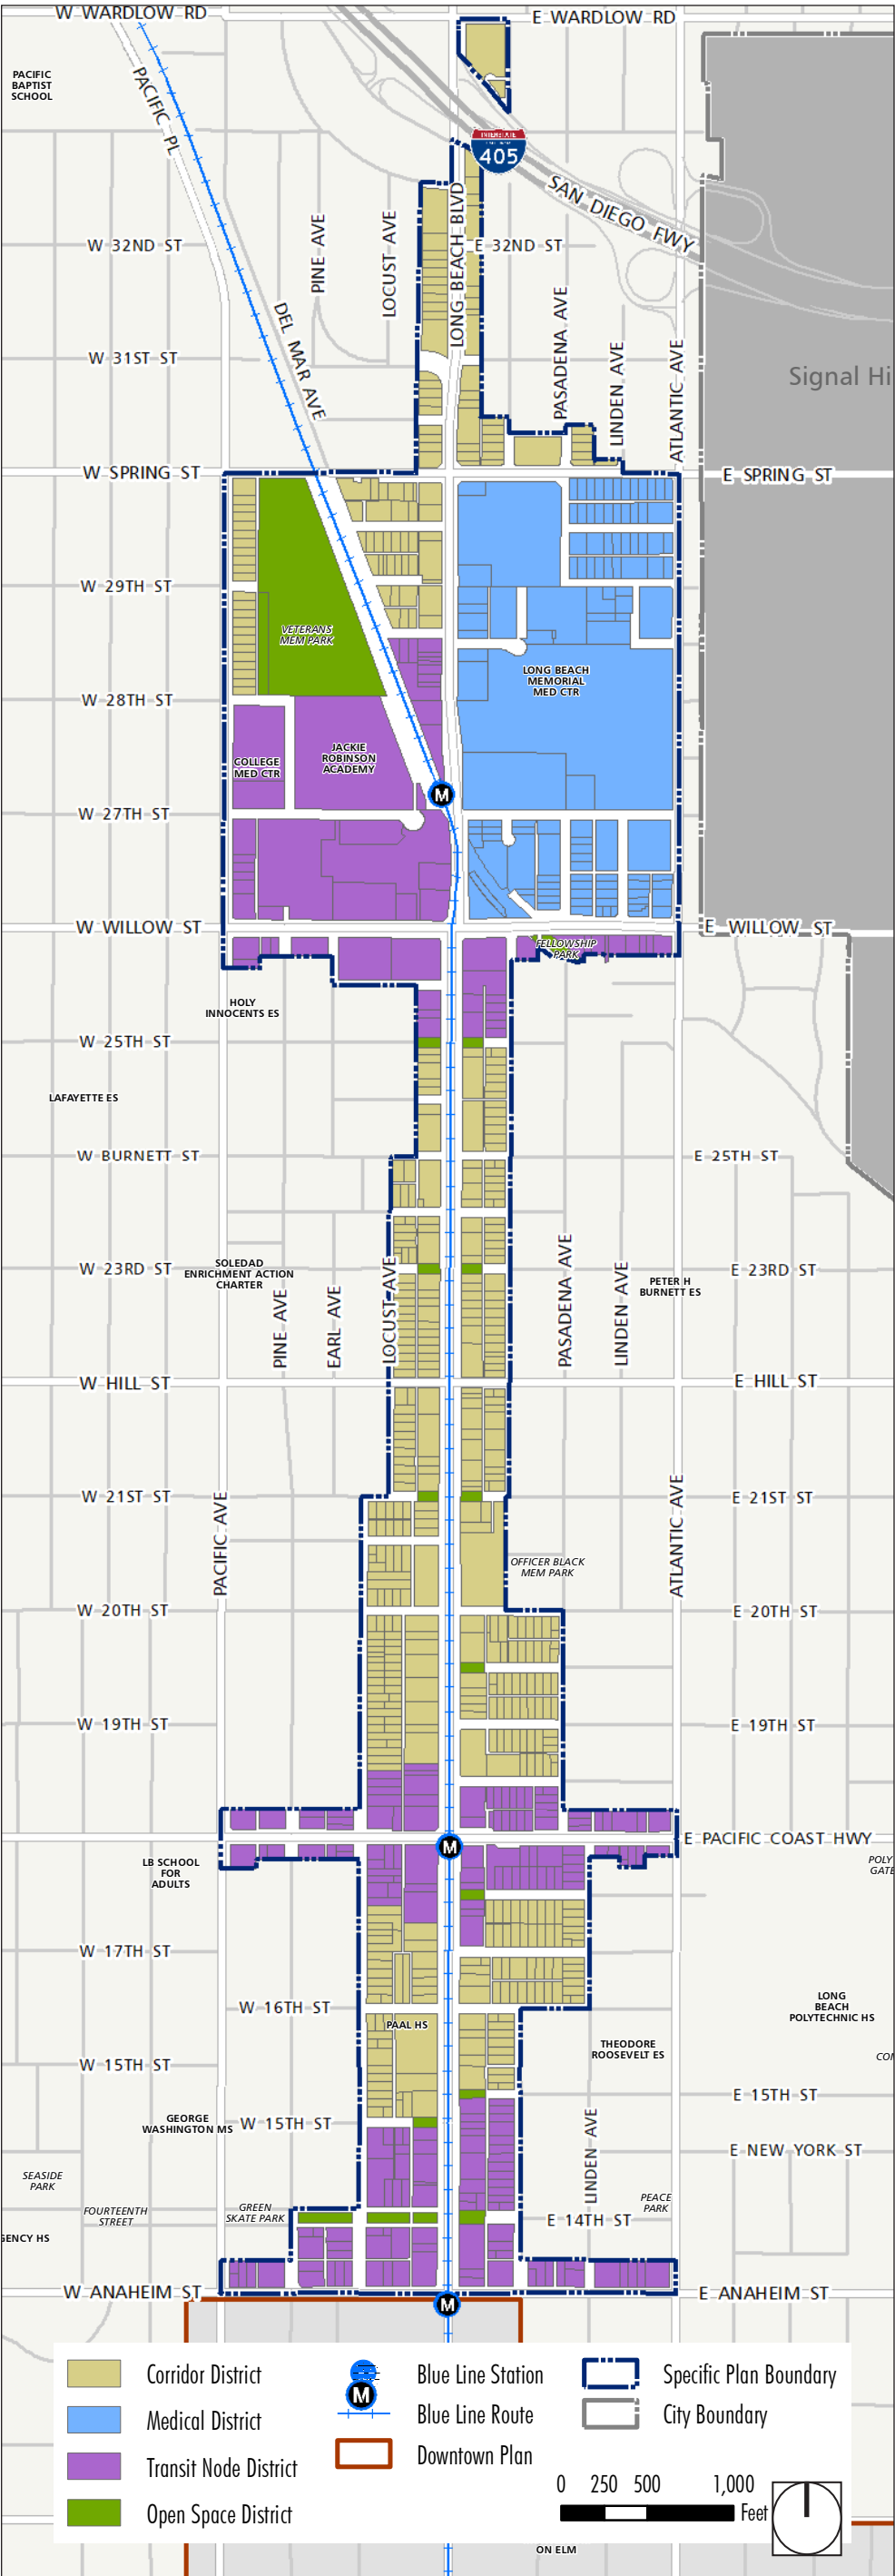 W WARDLOW RD
E WARDLOW RD
PACIFIC
BAPTIST
SCHOOL
PACIFIC PL
INTERSTATE
405
SAN DIEGO FWY
LONG BEACH BLVD
PINE AVE
LOCUST AVE
W 32ND ST
E 32ND ST
DEL MAR AVE
PASADENA AVE
LINDEN AVE
ATLANTIC AVE
W 31ST ST
Signal Hi
W SPRING ST
E SPRING ST
W 29TH ST
VETERANS
MEM PARK
LONG BEACH
MEMORIAL
MED CTR
W 28TH ST
JACKIE
ROBINSON
ACADEMY
COLLEGE
MED CTR
M
W 27TH ST
W WILLOW ST
E WILLOW ST
FELLOWSHIP
PARK
HOLY
INNOCENTS ES
W 25TH ST
LAFAYETTE ES
W BURNETT ST
E 25TH ST
W 23RD ST
SOLEDAD
ENRICHMENT ACTION
CHARTER
E 23RD ST
PETER H
BURNETT ES
PINE AVE
EARL AVE
LOCUST AVE
PASADENA AVE
LINDEN AVE
W HILL ST
E HILL ST
W 21ST ST
E 21ST ST
PACIFIC AVE
ATLANTIC AVE
OFFICER BLACK
MEM PARK
W 20TH ST
E 20TH ST
W 19TH ST
E 19TH ST
E PACIFIC COAST HWY
M
LB SCHOOL
FOR
ADULTS
POLY
GATE
W 17TH ST
W 16TH ST
LONG
BEACH
POLYTECHNIC HS
PAAL HS
THEODORE
ROOSEVELT ES
COM
W 15TH ST
E 15TH ST
GEORGE
WASHINGTON MS
W 15TH ST
E NEW YORK ST
LINDEN AVE
SEASIDE
PARK
FOURTEENTH
STREET
GREEN
SKATE PARK
PEACE
PARK
E 14TH ST
GENCY HS
W ANAHEIM ST
E ANAHEIM ST
M
Corridor District
Medical District
Transit Node District
Open Space District
Blue Line Station
M
Blue Line Route
Downtown Plan
Specific Plan Boundary
City Boundary
0 250 500 1,000
Feet
ON ELM